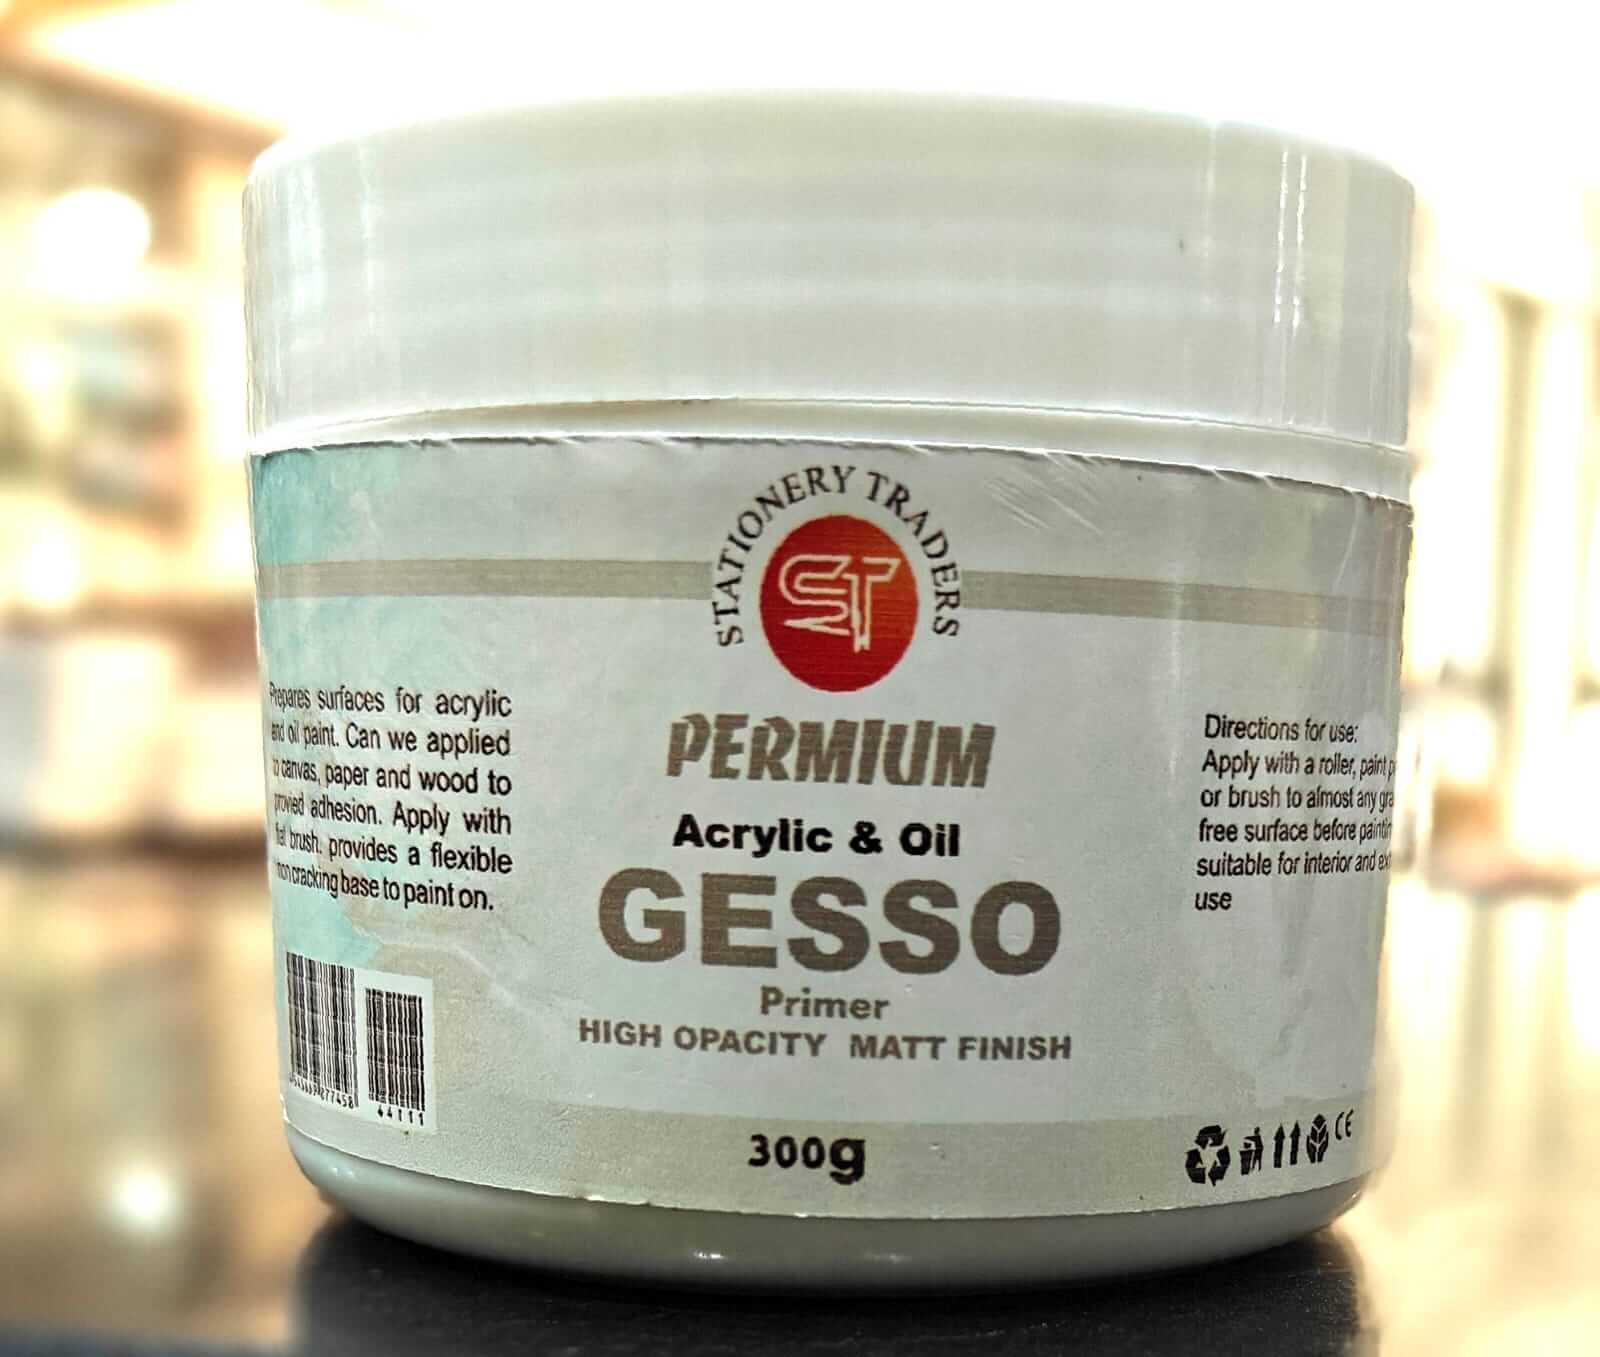 STATIONERY TRADERS
ST
PERMIUM
Acrylic & Oil
GESSO
Primer
HIGH OPACITY MATT FINISH
300g
Prepares surfaces for acrylic
and oil paint. Can we applied
to canvas, paper and wood to
provied adhesion. Apply with
flat brush. provides a flexible
non cracking base to paint on.
44111
Directions for use:
Apply with a roller, paint
or brush to almost any
free surface before
suitable for interior and
use
CE